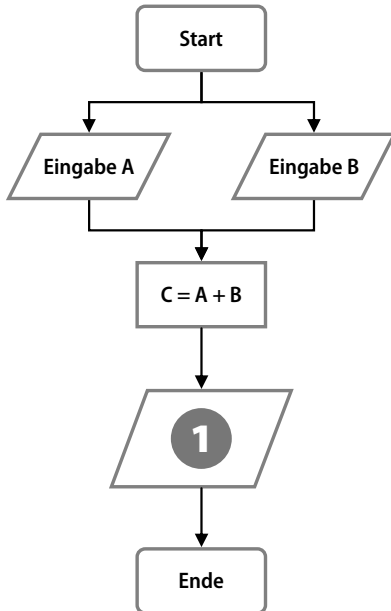 Start
Eingabe A
Eingabe B
C = A + B
1
Ende